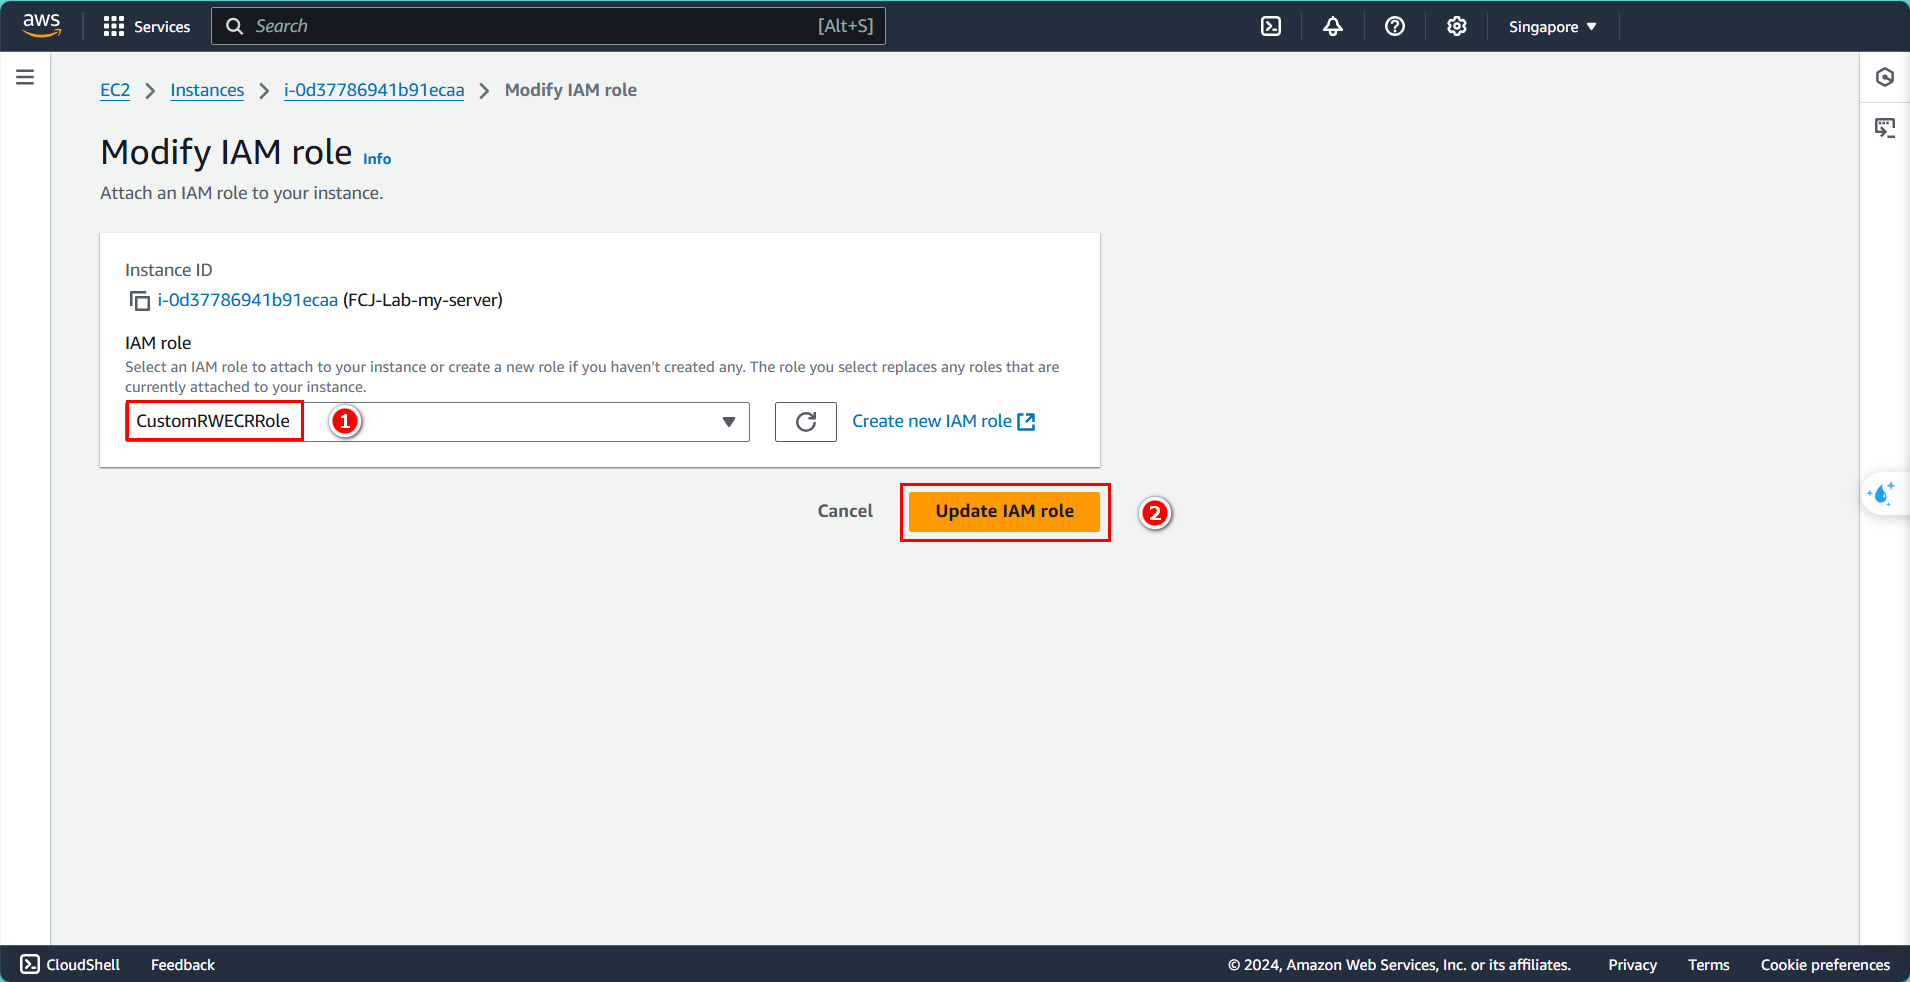 aws
Services
Search
[Alt+S]
Singapore
EC2 > Instances > i-0d37786941b91ecaa > Modify IAM role
Modify IAM role Info
Attach an IAM role to your instance.
Instance ID
i-0d37786941b91ecaa (FCJ-Lab-my-server)
IAM role
Select an IAM role to attach to your instance or create a new role if you haven't created any. The role you select replaces any roles that are
currently attached to your instance.
CustomRWECRRole
1
Create new IAM role
Cancel
Update IAM role
2
CloudShell
Feedback
© 2024, Amazon Web Services, Inc. or its affiliates.
Privacy
Terms
Cookie preferences